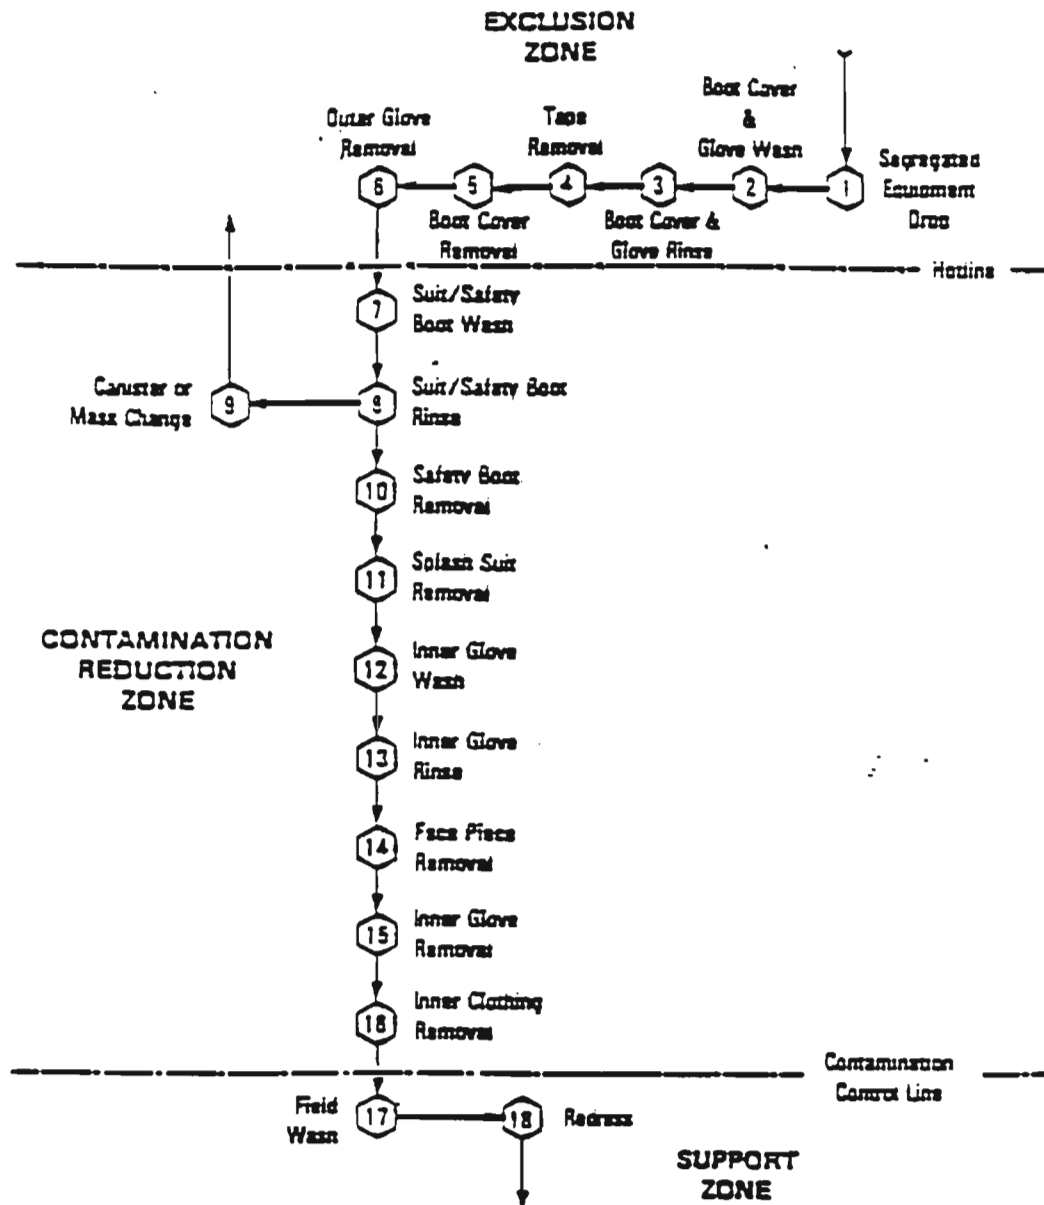 EXCLUSION
ZONE
Outer Glove
Removal
6
Boot Cover
Removal
5
Tape
Removal
4
Boot Cover &
Glove Rinse
3
Boot Cover
&
Glove Wash
2
1
Segregated
Equipment
Drop
Hotline
7
Suit/Safety
Boot Wash
Canister or
Mask Change
9
8
Suit/Safety Boot
Rinse
10
Safety Boot
Removal
11
Splash Suit
Removal
CONTAMINATION
REDUCTION
ZONE
12
Inner Glove
Wash
13
Inner Glove
Rinse
14
Face Piece
Removal
15
Inner Glove
Removal
16
Inner Clothing
Removal
Contamination
Control Line
Field
Wash
17
18
Redress
SUPPORT
ZONE